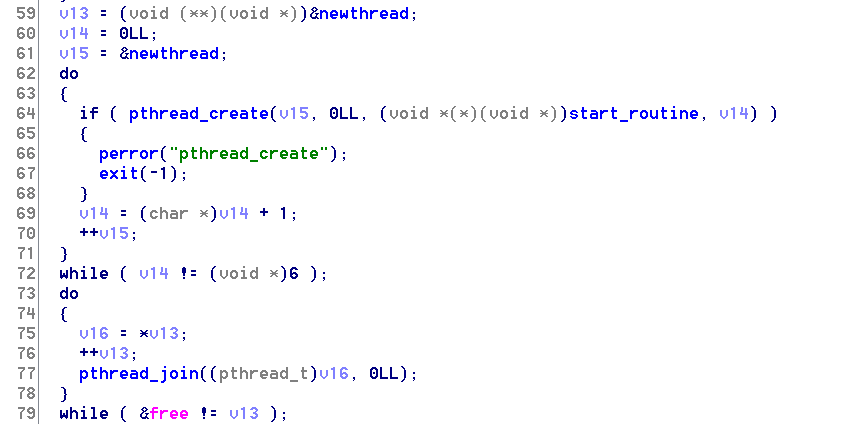 59 v13 = (void (**)(void *))&newthread;
60 v14 = 0LL;
61 v15 = &newthread;
62 do
63 {
64 if ( pthread_create(v15, 0LL, (void *(*)(void *))start_routine, v14) )
65 {
66 perror("pthread_create");
67 exit(-1);
68 }
69 v14 = (char *)v14 + 1;
70 ++v15;
71 }
72 while ( v14 != (void *)6 );
73 do
74 {
75 v16 = *v13;
76 ++v13;
77 pthread_join((pthread_t)v16, 0LL);
78 }
79 while ( &free != v13 );